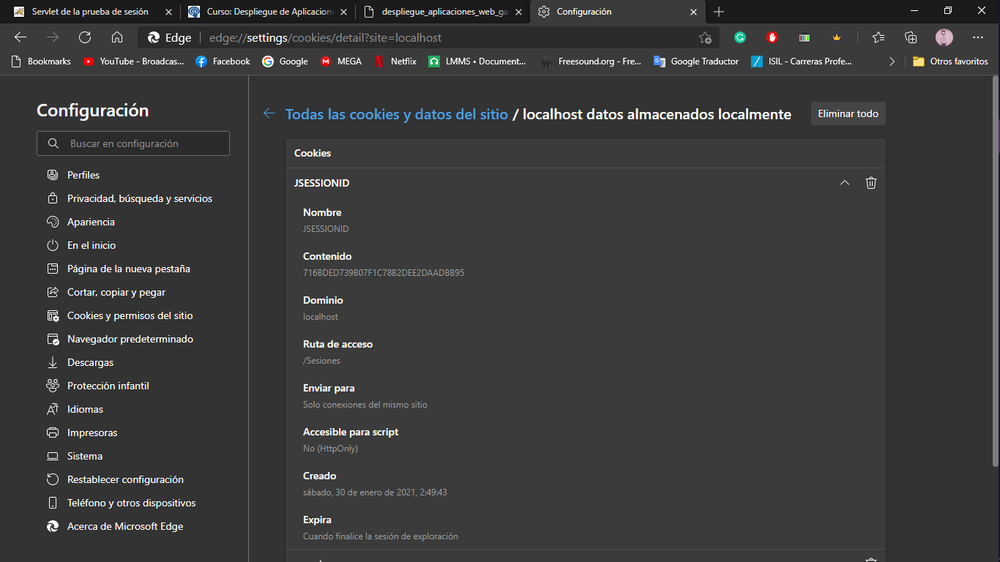 Servlet de la prueba de sesión
Curso: Despliegue de Aplicacione
despliegue_aplicaciones_web_ga
Configuración
Edge
edge://settings/cookies/detail?site=localhost
Bookmarks
YouTube - Broadcas...
Facebook
Google
MEGA
Netflix
LMMS • Document...
Freesound.org - Fre...
Google Traductor
ISIL - Carreras Profe...
Otros favoritos
Configuración
Buscar en configuración
Perfiles
Privacidad, búsqueda y servicios
Apariencia
En el inicio
Página de la nueva pestaña
Cortar, copiar y pegar
Cookies y permisos del sitio
Navegador predeterminado
Descargas
Protección infantil
Idiomas
Impresoras
Sistema
Restablecer configuración
Teléfono y otros dispositivos
Acerca de Microsoft Edge
Todas las cookies y datos del sitio / localhost datos almacenados localmente
Eliminar todo
Cookies
JSESSIONID
Nombre
JSESSIONID
Contenido
716BDED739B07F1C78B2DEE2DAADBB95
Dominio
localhost
Ruta de acceso
/Sesiones
Enviar para
Solo conexiones del mismo sitio
Accesible para script
No (HttpOnly)
Creado
sábado, 30 de enero de 2021, 2:49:43
Expira
Cuando finalice la sesión de exploración